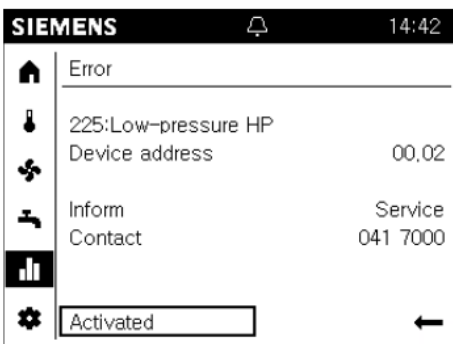 SIEMENS 14:42
Error
225:Low-pressure HP
Device address 00.02
Inform Service
Contact 041 7000
Activated